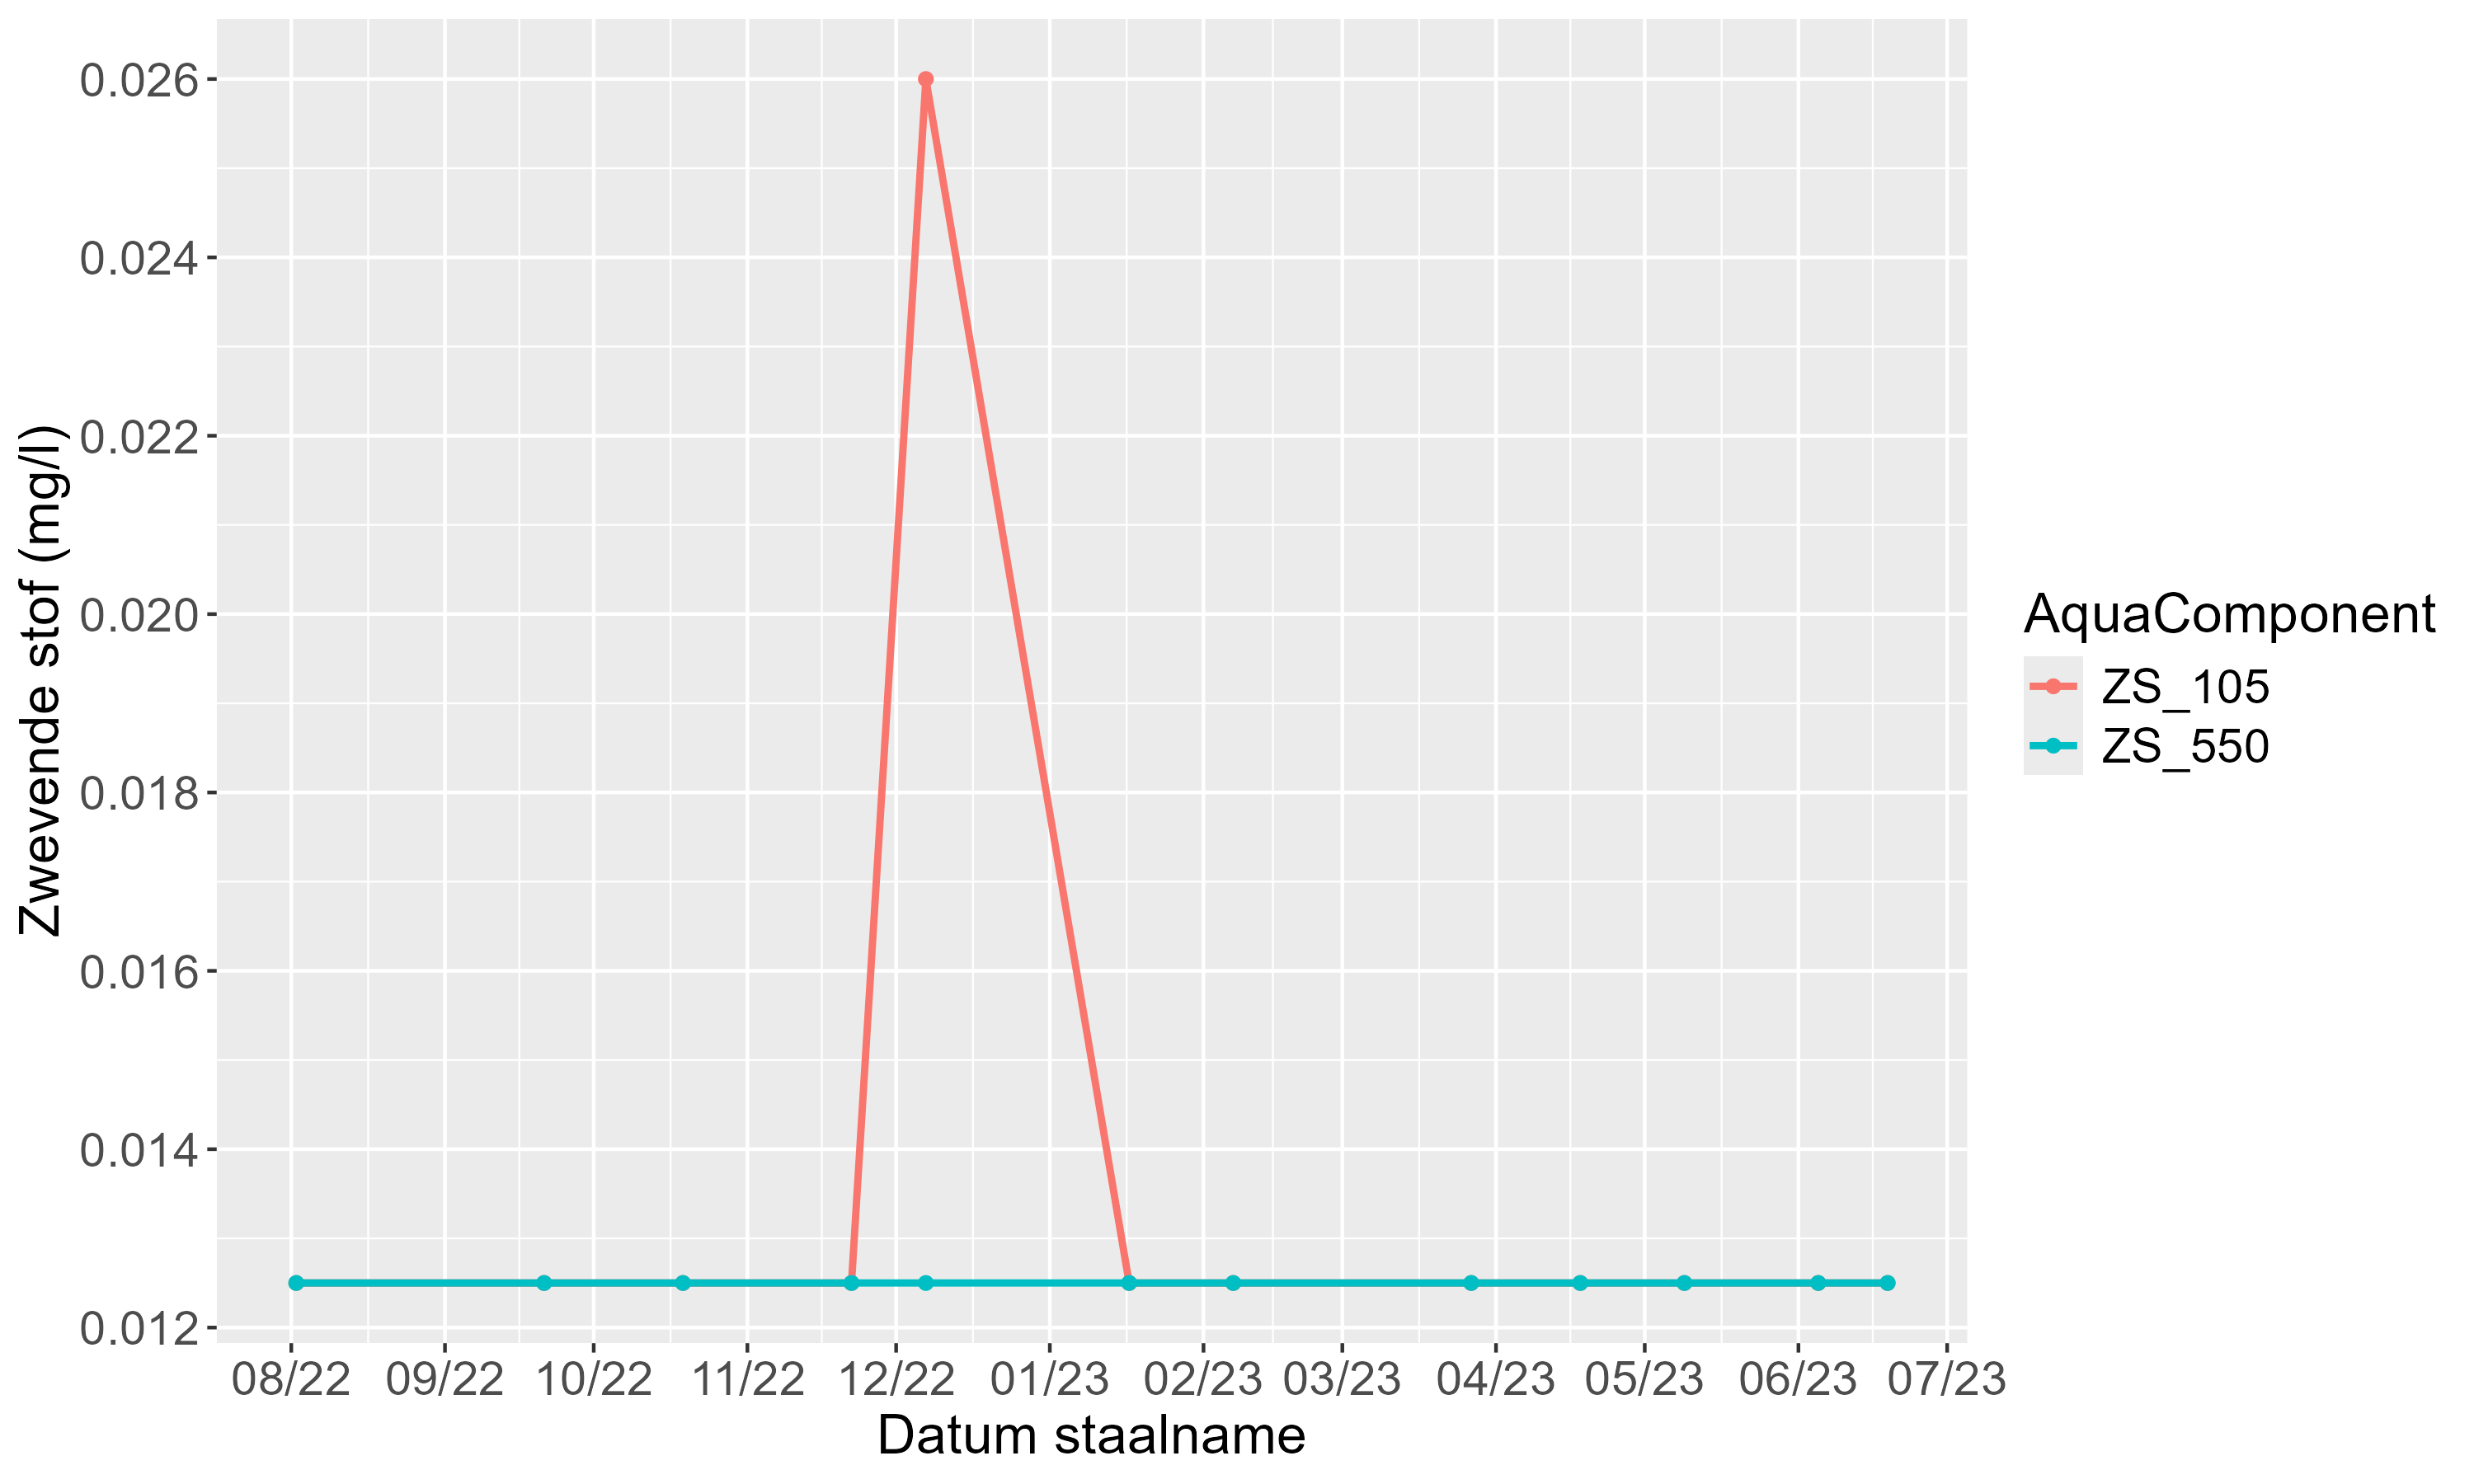 Zwevende stof (mg/l)
0.026
0.024
0.022
0.020
0.018
0.016
0.014
0.012
08/22 09/22 10/22 11/22 12/22 01/23 02/23 03/23 04/23 05/23 06/23 07/23
Datum staalname
AquaComponent
ZS_105
ZS_550